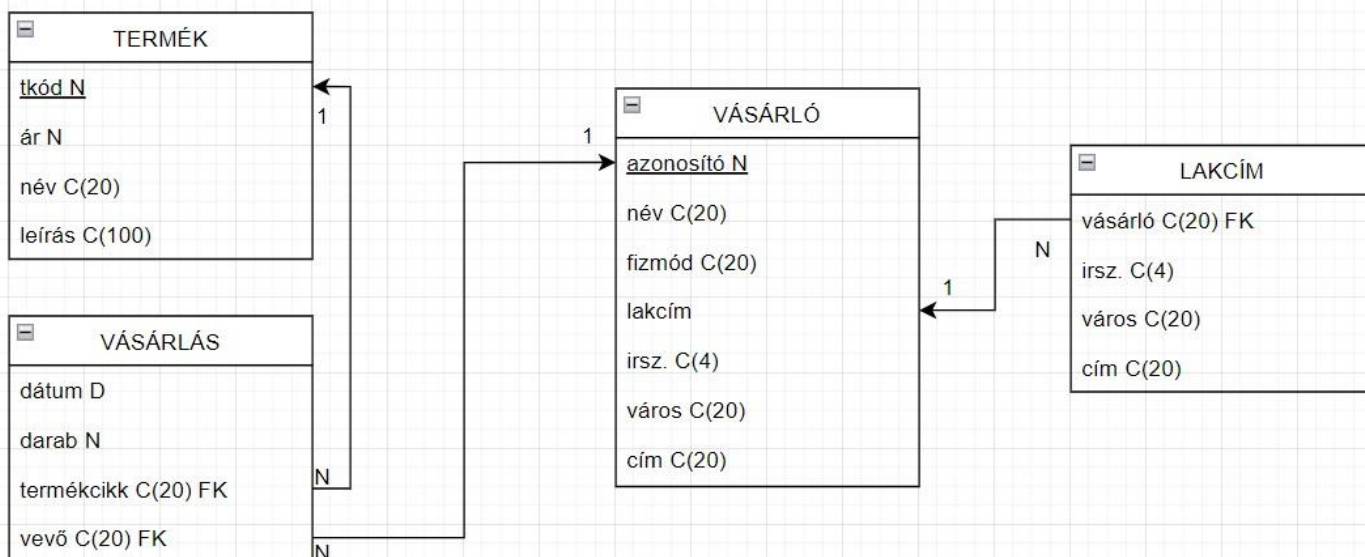 TERMÉK
tkód N
ár N
név C(20)
leírás C(100)
1
VÁSÁRLÁS
dátum D
darab N
termékcikk C(20) FK
N
vevő C(20) FK
N
1
VÁSÁRLÓ
azonosító N
név C(20)
fizmód C(20)
lakcím
irsz. C(4)
város C(20)
cím C(20)
1
N
LAKCÍM
vásárló C(20) FK
irsz. C(4)
város C(20)
cím C(20)